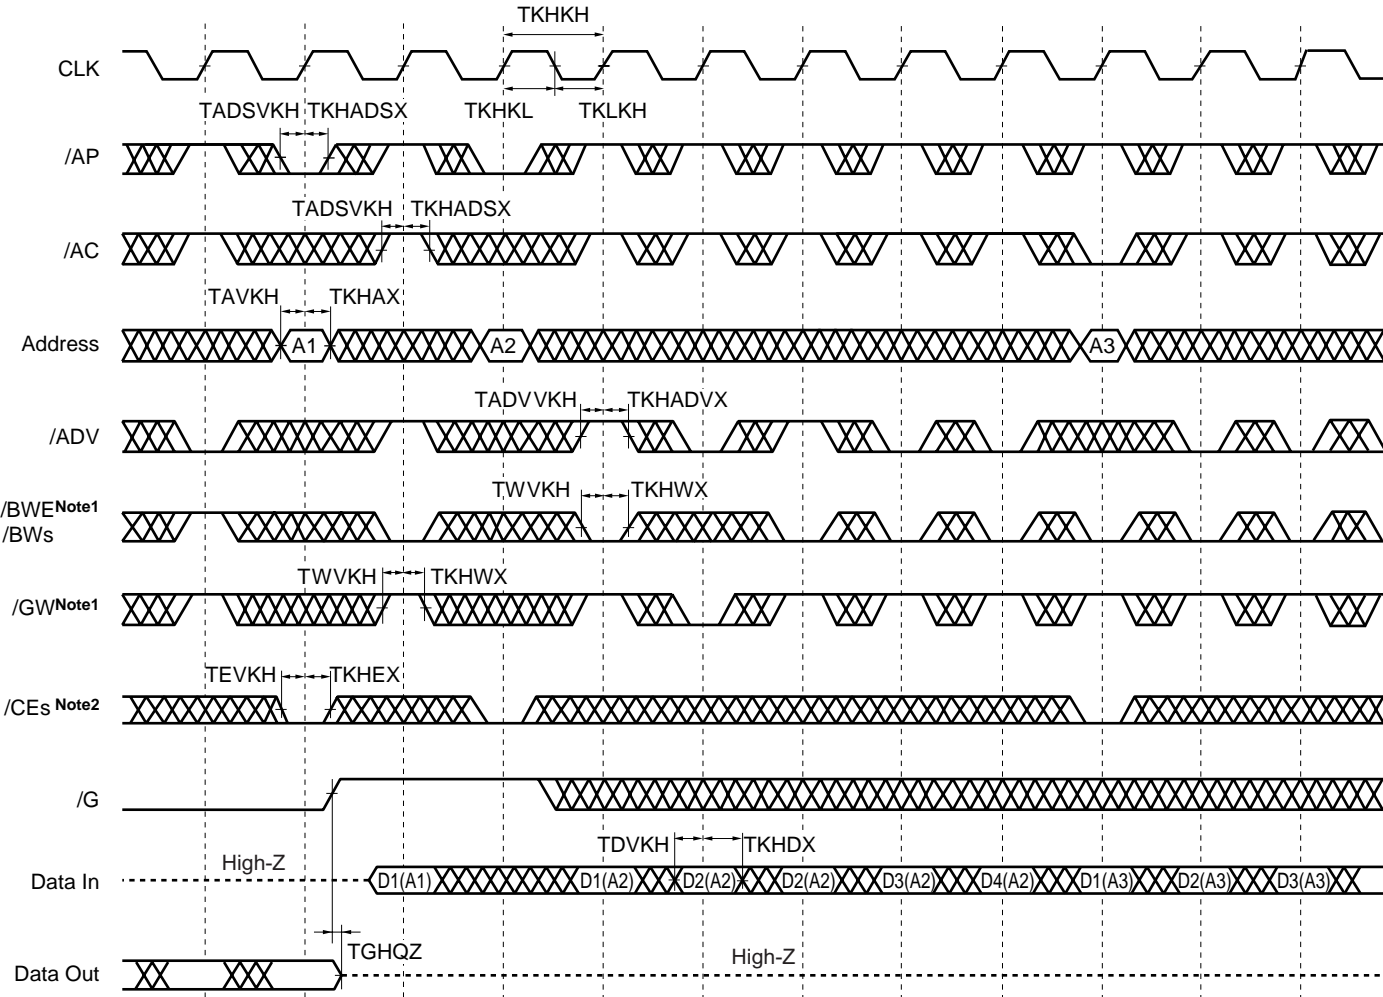 TKHKH
CLK
TADSVKH TKHADSX TKHKL TKLKH
/AP
TADSVKH TKHADSX
/AC
TAVKH TKHAX
Address A1 A2 A3
TADVVKH TKHADVX
/ADV
TWVKH TKHWX
/BWE Note1
/BWs
TWVKH TKHWX
/GW Note1
TEVKH TKHEX
/CEs Note2
/G
TDVKH TKHDX
High-Z
Data In D1(A1) D1(A2) D2(A2) D2(A2) D3(A2) D4(A2) D1(A3) D2(A3) D3(A3)
TGHQZ
High-Z
Data Out